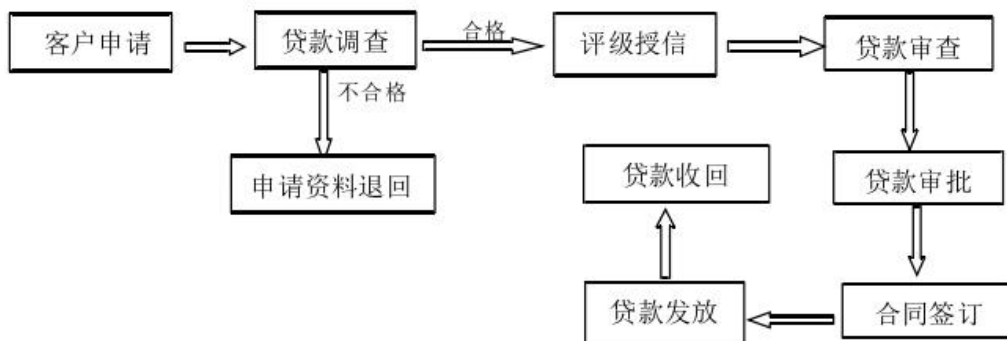 客户申请
贷款调查
合格
评级授信
贷款审查
不合格
申请资料退回
贷款收回
贷款审批
贷款发放
合同签订